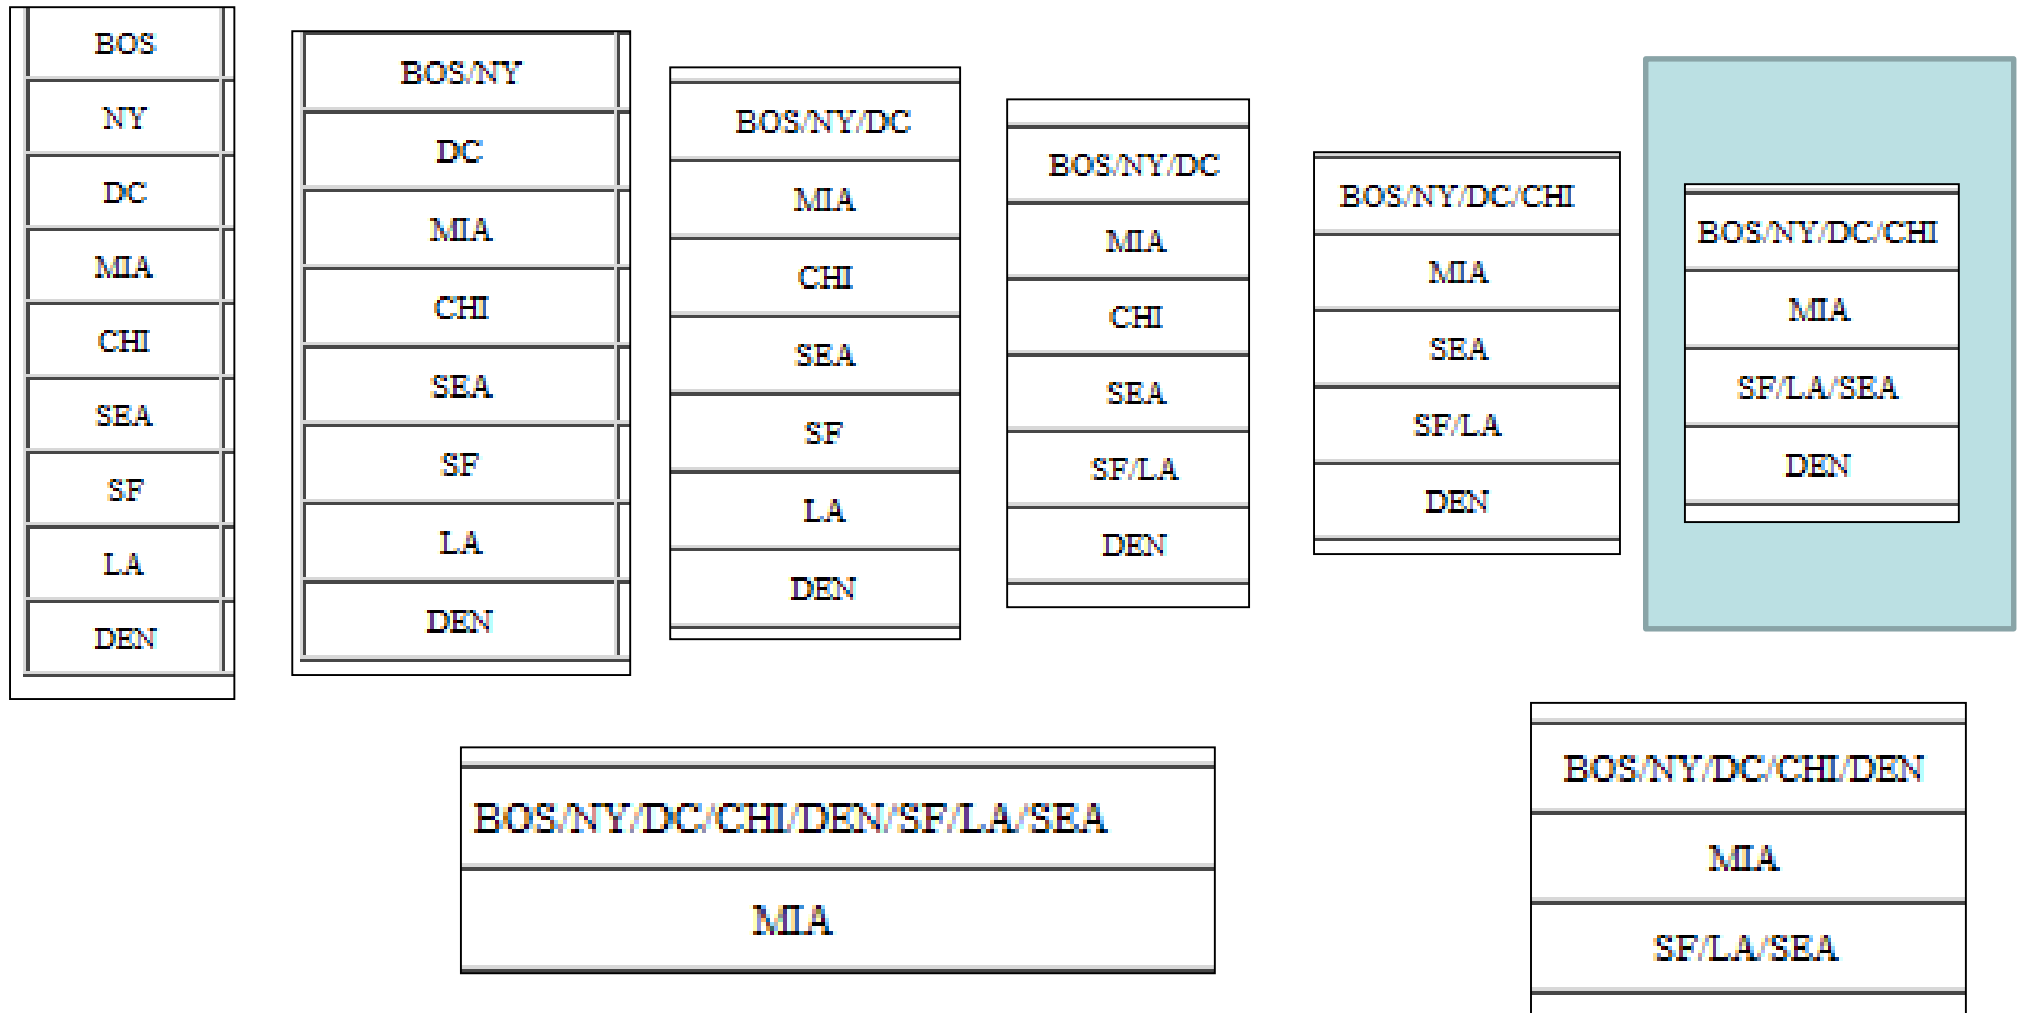 BOS
NY
DC
MIA
CHI
SEA
SF
LA
DEN
BOS/NY
DC
MIA
CHI
SEA
SF
LA
DEN
BOS/NY/DC
MIA
CHI
SEA
SF
LA
DEN
BOS/NY/DC
MIA
CHI
SEA
SF/LA
DEN
BOS/NY/DC/CHI
MIA
SEA
SF/LA
DEN
BOS/NY/DC/CHI
MIA
SF/LA/SEA
DEN
BOS/NY/DC/CHI/DEN/SF/LA/SEA
MIA
BOS/NY/DC/CHI/DEN
MIA
SF/LA/SEA